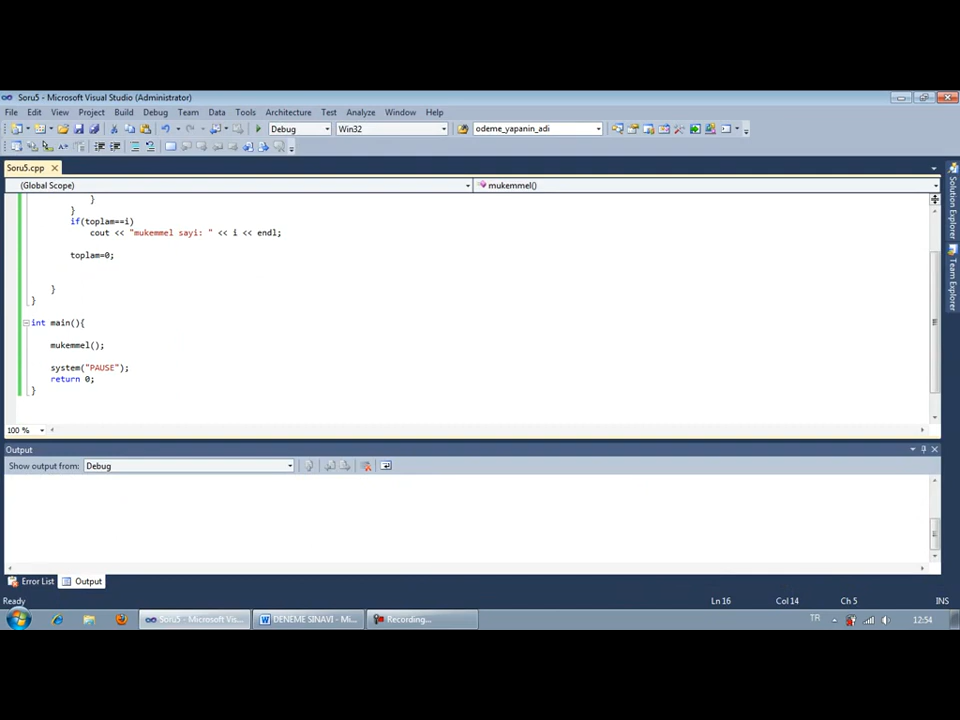 Soru5 - Microsoft Visual Studio (Administrator)
File Edit View Project Build Debug Team Data Tools Architecture Test Analyze Window Help
Debug Win32 odeme_yapanin_adi
Soru5.cpp
(Global Scope) mukemmel()
}
}
if(toplam==i)
cout << "mukemmel sayi: " << i << endl;
toplam=0;
}
}
int main(){
mukemmel();
system("PAUSE");
return 0;
}
100 %
Output
Show output from: Debug
Error List Output
Ready Ln 16 Col 14 Ch 5 INS
Soru5 - Microsoft Vis... DENEME SINAVI - Mi... Recording... TR 12:54
Solution Explorer
Team Explorer